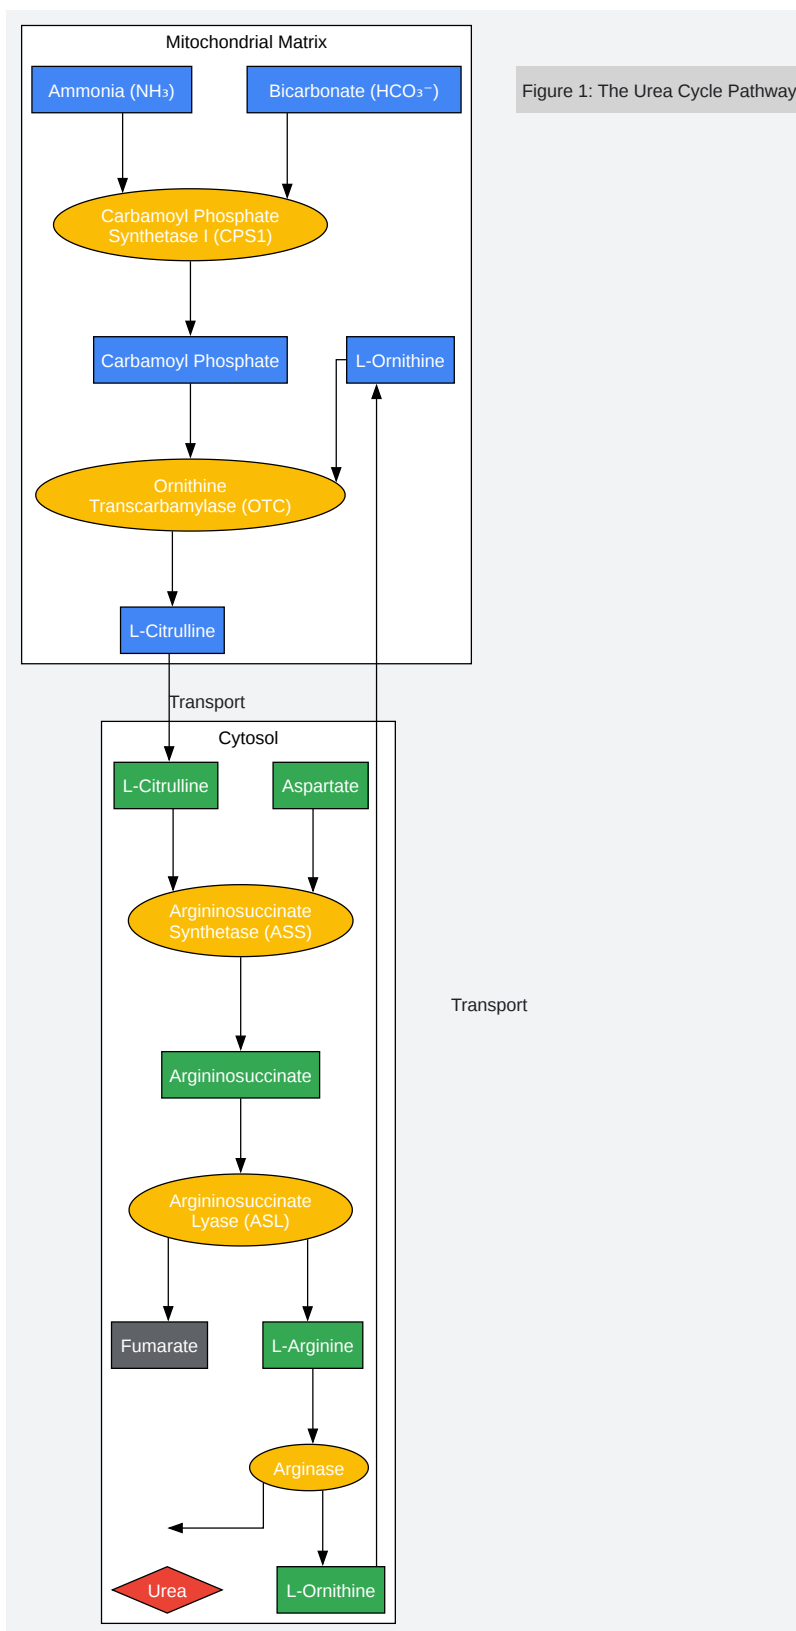 Mitochondrial Matrix
Ammonia (NH₃)
Bicarbonate (HCO₃⁻)
Figure 1: The Urea Cycle Pathway
Carbamoyl Phosphate
Synthetase I (CPS1)
Carbamoyl Phosphate
L-Ornithine
Ornithine
Transcarbamylase (OTC)
L-Citrulline
Transport
Cytosol
L-Citrulline
Aspartate
Argininosuccinate
Synthetase (ASS)
Transport
Argininosuccinate
Argininosuccinate
Lyase (ASL)
Fumarate
L-Arginine
Arginase
Urea
L-Ornithine